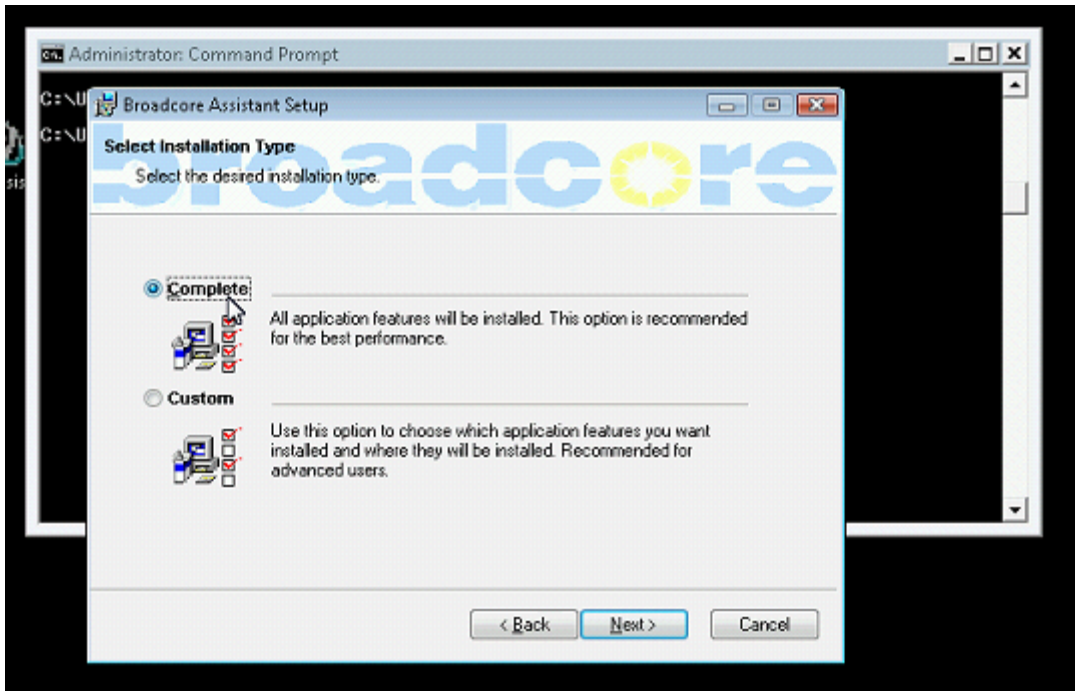 Administrator: Command Prompt
C:\U
C:\U
sis
Broadcore Assistant Setup
broadcore
Select Installation Type
Select the desired installation type.
Complete
All application features will be installed. This option is recommended
for the best performance.
Custom
Use this option to choose which application features you want
installed and where they will be installed. Recommended for
advanced users.
< Back
Next >
Cancel